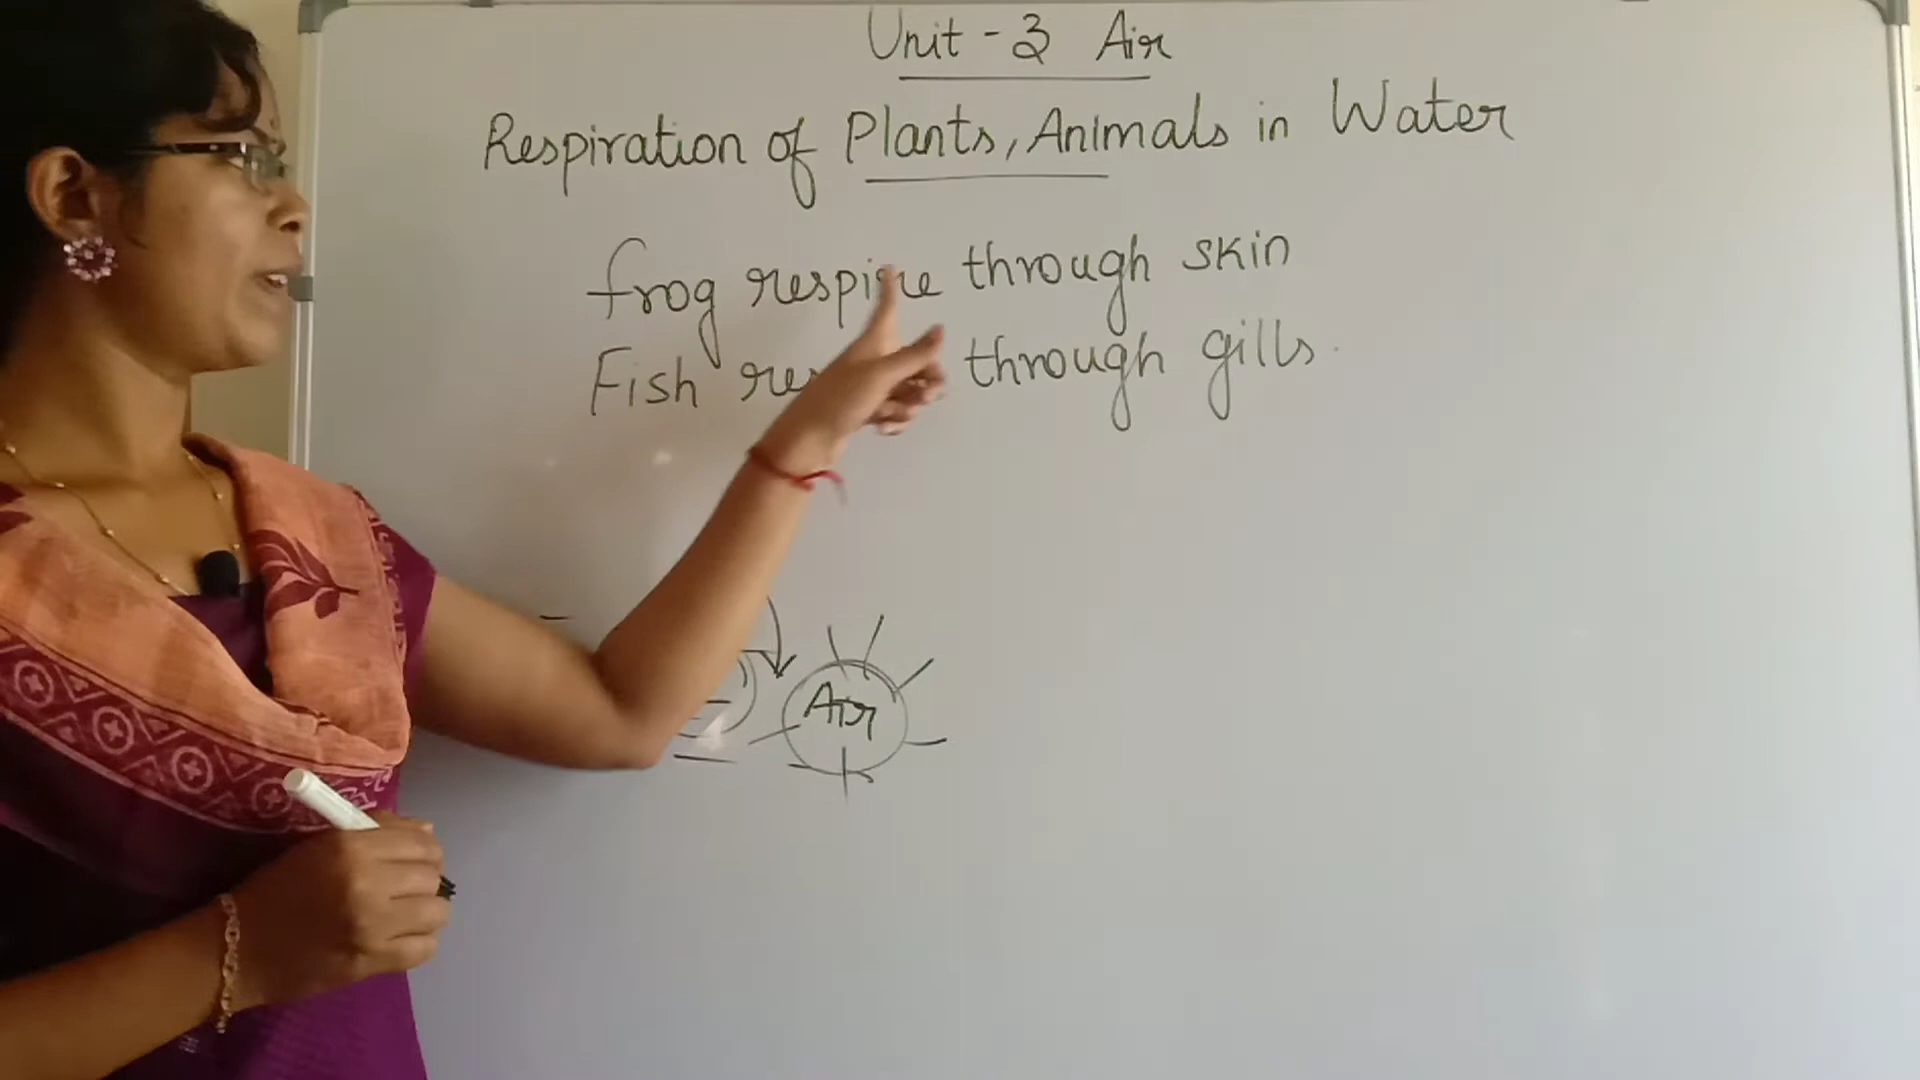 Unit - 3 Air
Respiration of Plants, Animals in Water
frog respire through skin
Fish through gills.
Air